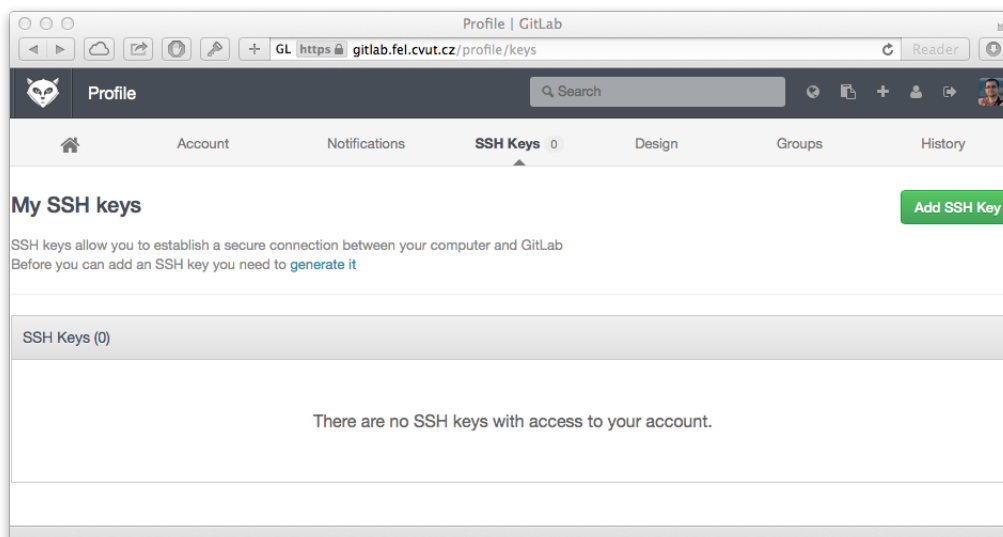 Profile | GitLab
GL https gitlab.fel.cvut.cz/profile/keys Reader
Profile Search
Account Notifications SSH Keys 0 Design Groups History
My SSH keys
Add SSH Key
SSH keys allow you to establish a secure connection between your computer and GitLab
Before you can add an SSH key you need to generate it
SSH Keys (0)
There are no SSH keys with access to your account.